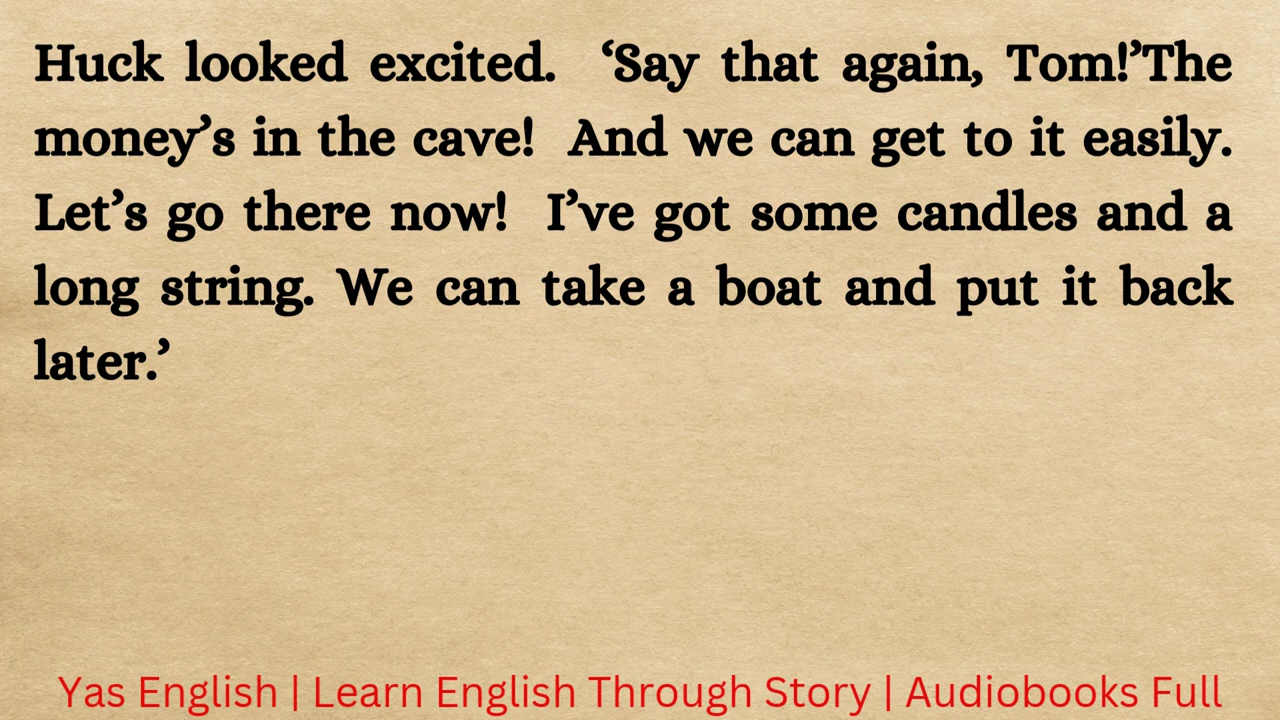 Huck looked excited.  ‘Say that again, Tom!’The
money’s in the cave!  And we can get to it easily.
Let’s go there now!  I’ve got some candles and a
long string. We can take a boat and put it back
later.’
Yas English | Learn English Through Story | Audiobooks Full